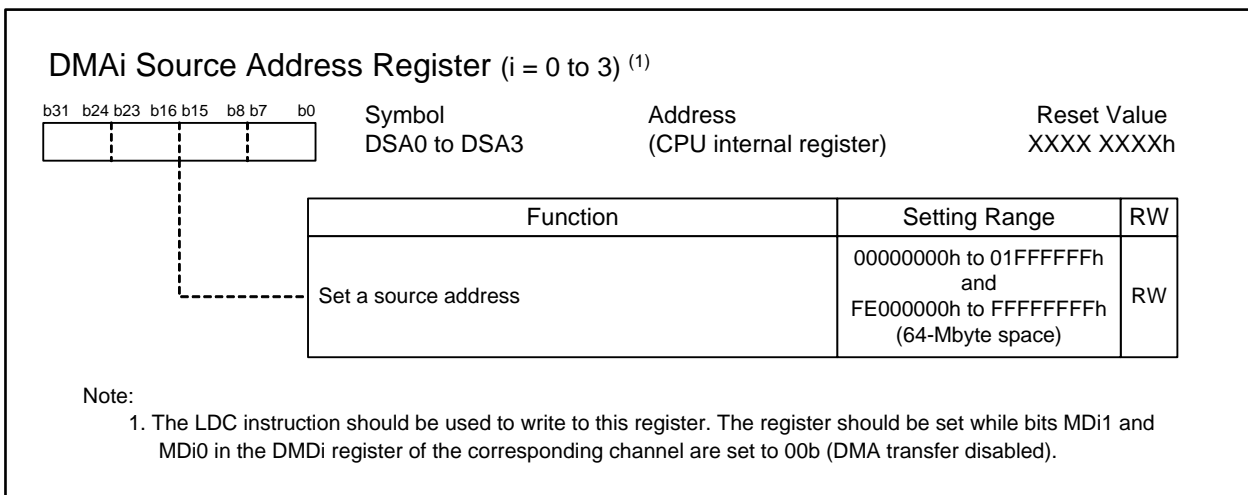 DMAi Source Address Register (i = 0 to 3) (1)
b31 b24 b23 b16 b15 b8 b7 b0
Symbol Address Reset Value
DSA0 to DSA3 (CPU internal register) XXXX XXXXh
Function Setting Range RW
Set a source address
00000000h to 01FFFFFFh
and
FE000000h to FFFFFFFFh
(64-Mbyte space)
RW
Note:
1. The LDC instruction should be used to write to this register. The register should be set while bits MDi1 and
MDi0 in the DMDi register of the corresponding channel are set to 00b (DMA transfer disabled).